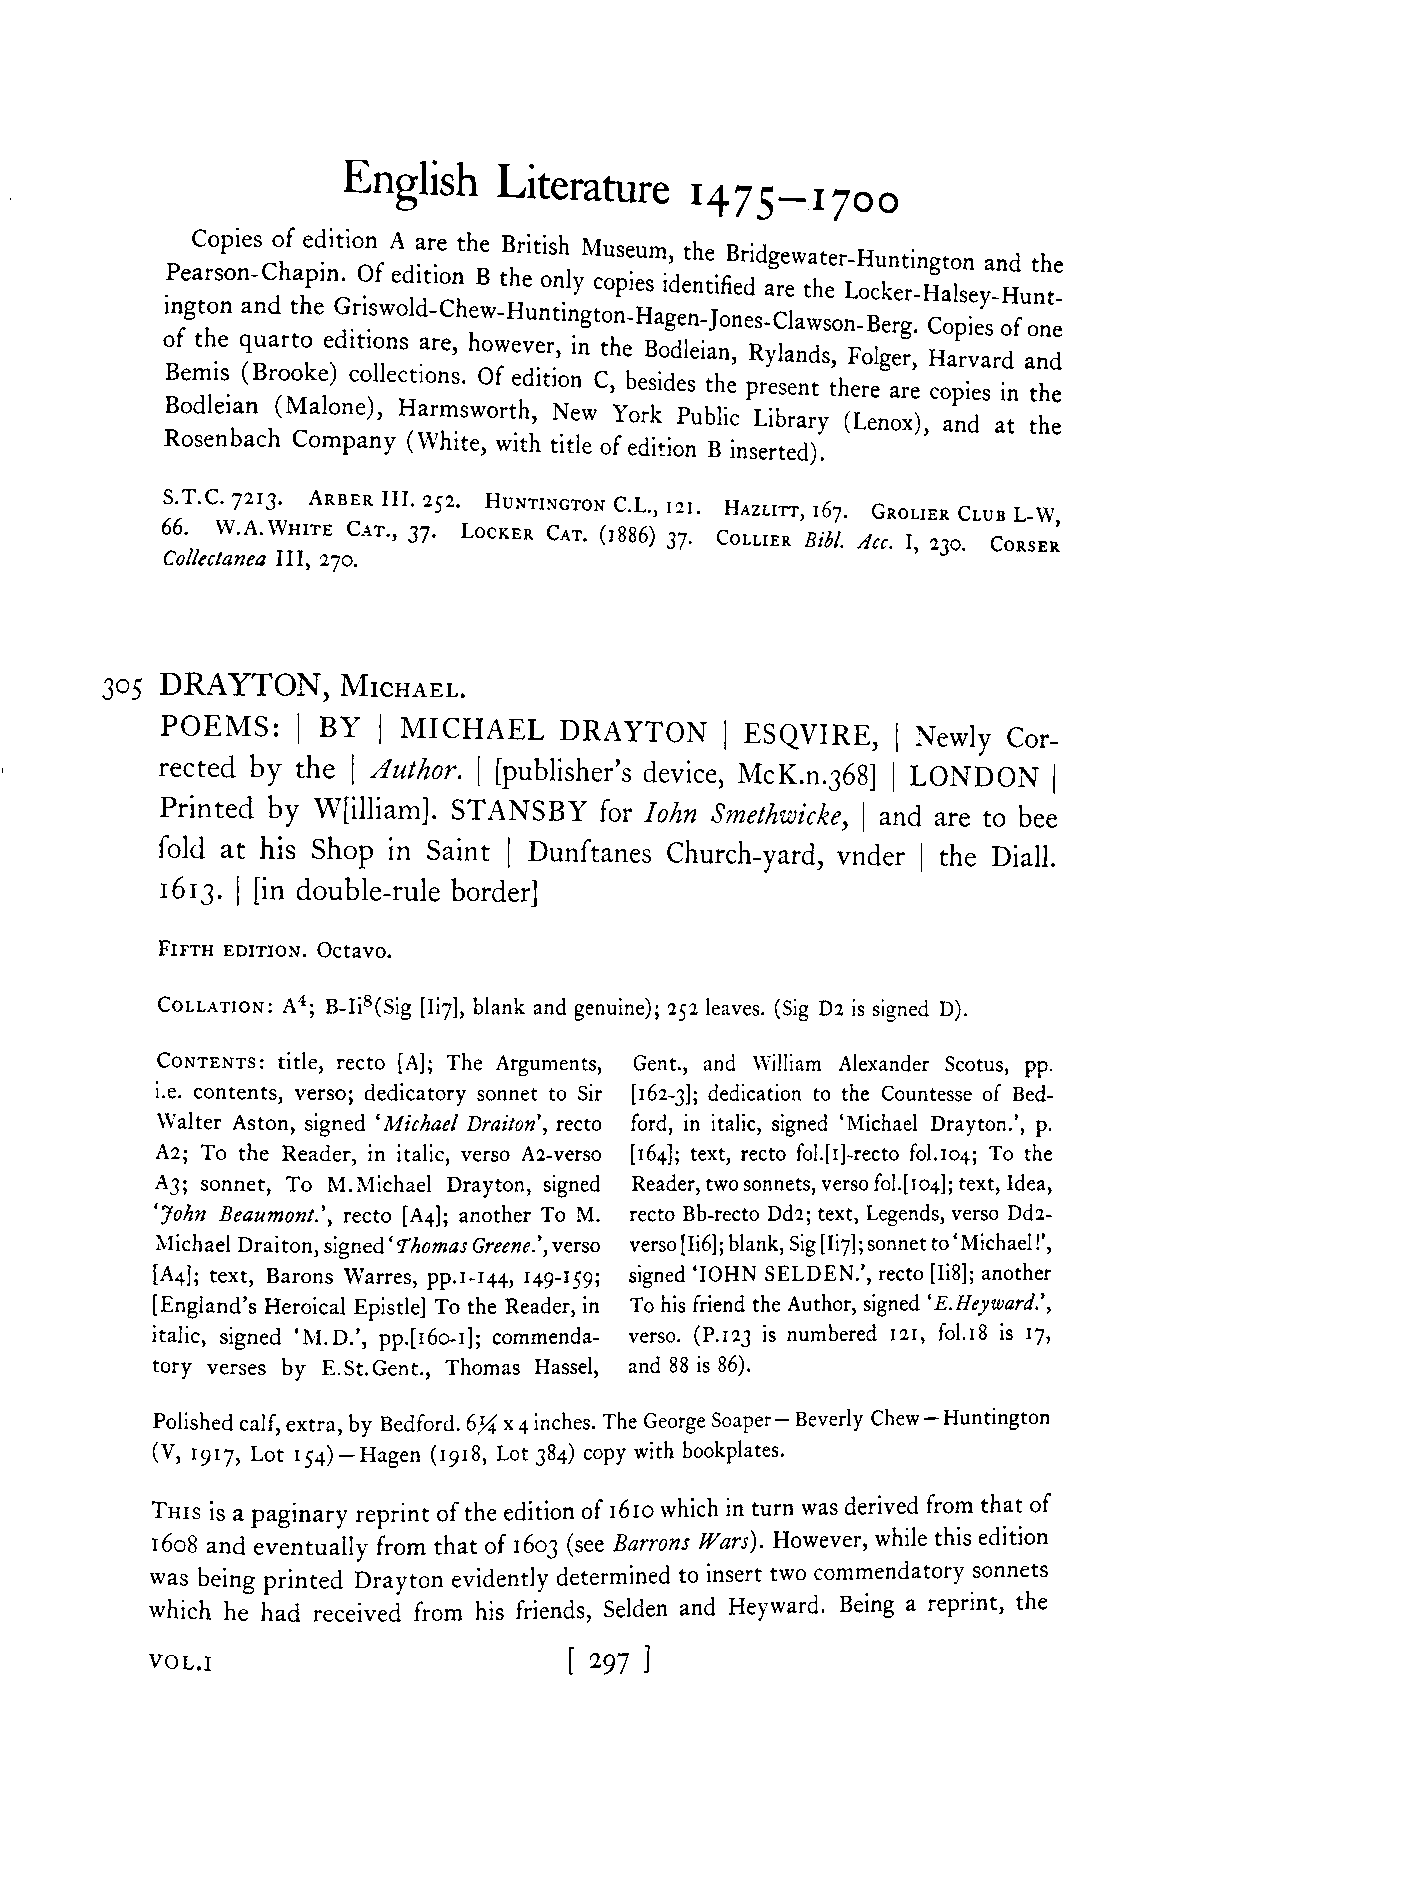 English Literature 1475–1700
Copies of edition A are the British Museum, the Bridgewater-Huntington and the
Pearson-Chapin. Of edition B the only copies identified are the Locker-Halsey-Hunt-
ington and the Griswold-Chew-Huntington-Hagen-Jones-Clawson-Berg. Copies of one
of the quarto editions are, however, in the Bodleian, Rylands, Folger, Harvard and
Bemis (Brooke) collections. Of edition C, besides the present there are copies in the
Bodleian (Malone), Harmsworth, New York Public Library (Lenox), and at the
Rosenbach Company (White, with title of edition B inserted).
S.T.C. 7213. ARBER III. 252. HUNTINGTON C.L., 121. HAZLITT, 167. GROLIER CLUB L-W,
66. W.A.WHITE CAT., 37. LOCKER CAT. (1886) 37. COLLIER Bibl. Acc. I, 230. CORSER
Collectanea III, 270.
305 DRAYTON, MICHAEL.
POEMS: | BY | MICHAEL DRAYTON | ESQVIRE, | Newly Cor-
rected by the | Author. | [publisher's device, McK.n.368] | LONDON |
Printed by W[illiam]. STANSBY for Iohn Smethwicke, | and are to bee
ſold at his Shop in Saint | Dunſtanes Church-yard, vnder | the Diall.
1613. | [in double-rule border]
FIFTH EDITION. Octavo.
COLLATION: A⁴; B-Ii⁸(Sig [Ii7], blank and genuine); 252 leaves. (Sig D2 is signed D).
CONTENTS: title, recto [A]; The Arguments,
i.e. contents, verso; dedicatory sonnet to Sir
Walter Aston, signed 'Michael Draiton', recto
A2; To the Reader, in italic, verso A2-verso
A3; sonnet, To M.Michael Drayton, signed
'John Beaumont.', recto [A4]; another To M.
Michael Draiton, signed 'Thomas Greene.', verso
[A4]; text, Barons Warres, pp.1-144, 149-159;
[England's Heroical Epistle] To the Reader, in
italic, signed 'M.D.', pp.[160-1]; commenda-
tory verses by E.St.Gent., Thomas Hassel,
Gent., and William Alexander Scotus, pp.
[162-3]; dedication to the Countesse of Bed-
ford, in italic, signed 'Michael Drayton.', p.
[164]; text, recto fol.[1]-recto fol.104; To the
Reader, two sonnets, verso fol.[104]; text, Idea,
recto Bb-recto Dd2; text, Legends, verso Dd2-
verso [Ii6]; blank, Sig [Ii7]; sonnet to 'Michael!',
signed 'IOHN SELDEN.', recto [Ii8]; another
To his friend the Author, signed 'E.Heyward.',
verso. (P.123 is numbered 121, fol.18 is 17,
and 88 is 86).
Polished calf, extra, by Bedford. 6¼ x 4 inches. The George Soaper—Beverly Chew—Huntington
(V, 1917, Lot 154)—Hagen (1918, Lot 384) copy with bookplates.
THIS is a paginary reprint of the edition of 1610 which in turn was derived from that of
1608 and eventually from that of 1603 (see Barrons Wars). However, while this edition
was being printed Drayton evidently determined to insert two commendatory sonnets
which he had received from his friends, Selden and Heyward. Being a reprint, the
VOL.I [ 297 ]